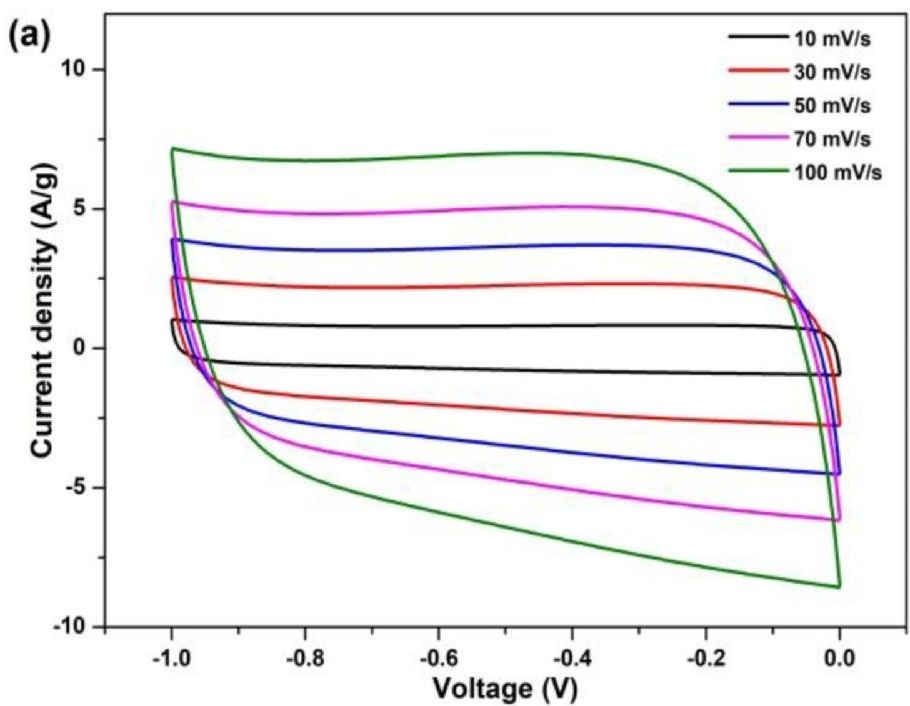 (a)
10 mV/s
30 mV/s
50 mV/s
70 mV/s
100 mV/s
Current density (A/g)
10
5
0
-5
-10
-1.0 -0.8 -0.6 -0.4 -0.2 0.0
Voltage (V)